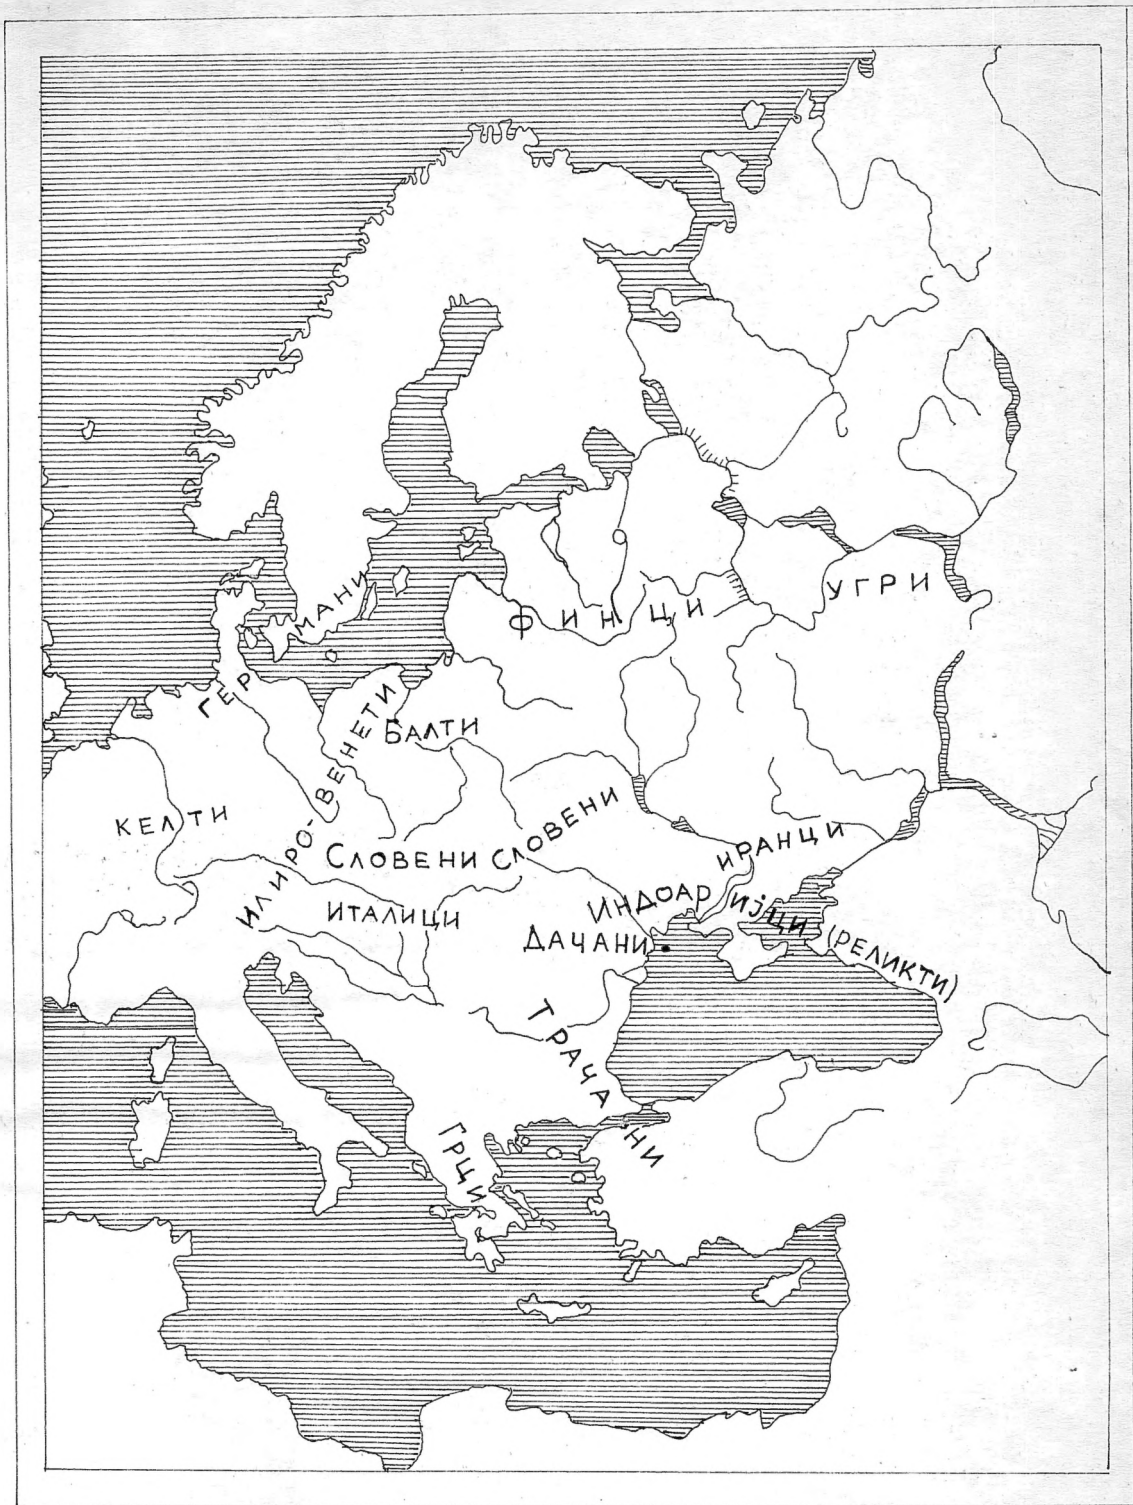 ГЕРМАНИ
ФИНЦИ
УГРИ
ИЛИРО-ВЕНЕТИ
БАЛТИ
КЕЛТИ
СЛОВЕНИ
СЛОВЕНИ
ИРАНЦИ
ИТАЛИЦИ
ИНДОАРИЈЦИ (РЕЛИКТИ)
ДАЧАНИ
ТРАЧАНИ
ГРЦИ